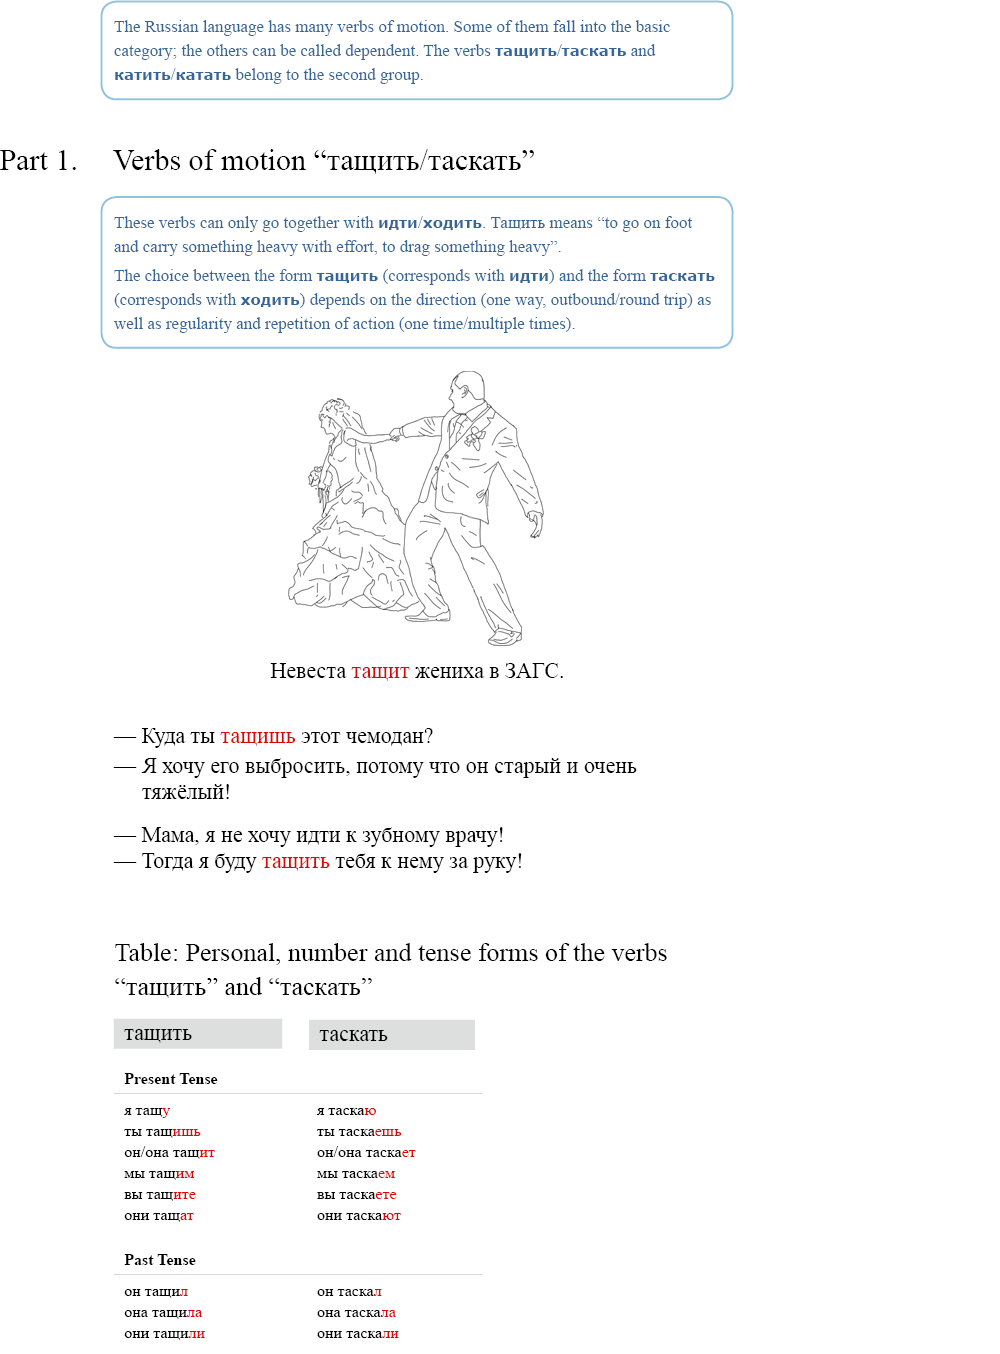 The Russian language has many verbs of motion. Some of them fall into the basic
category; the others can be called dependent. The verbs тащить/таскать and
катить/катать belong to the second group.
Part 1. Verbs of motion “тащить/таскать”
These verbs can only go together with идти/ходить. Тащить means “to go on foot
and carry something heavy with effort, to drag something heavy”.
The choice between the form тащить (corresponds with идти) and the form таскать
(corresponds with ходить) depends on the direction (one way, outbound/round trip) as
well as regularity and repetition of action (one time/multiple times).
Невеста тащит жениха в ЗАГС.
— Куда ты тащишь этот чемодан?
— Я хочу его выбросить, потому что он старый и очень
тяжёлый!
— Мама, я не хочу идти к зубному врачу!
— Тогда я буду тащить тебя к нему за руку!
Table: Personal, number and tense forms of the verbs
“тащить” and “таскать”
тащить таскать
Present Tense
я тащу я таскаю
ты тащишь ты таскаешь
он/она тащит он/она таскает
мы тащим мы таскаем
вы тащите вы таскаете
они тащат они таскают
Past Tense
он тащил он таскал
она тащила она таскала
они тащили они таскали